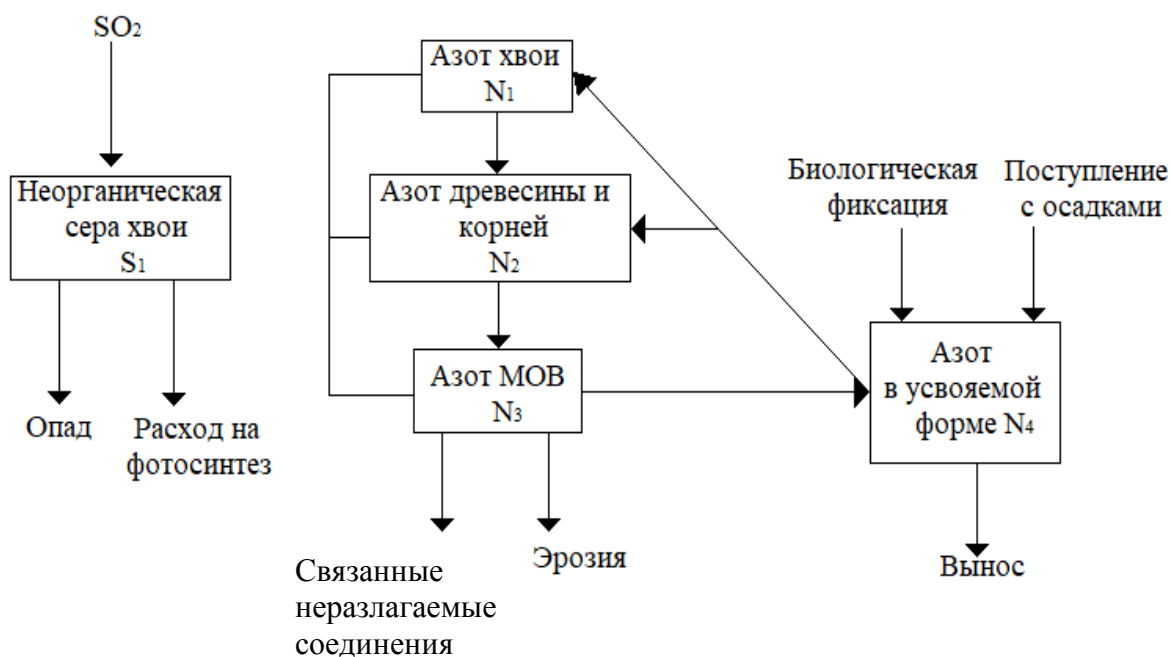 SO₂
Азот хвои
N₁
Неорганическая
сера хвои
S₁
Азот древесины и
корней
N₂
Биологическая
фиксация
Поступление
с осадками
Азот МОВ
N₃
Азот
в усвояемой
форме N₄
Опад
Расход на
фотосинтез
Связанные
неразлагаемые
соединения
Эрозия
Вынос